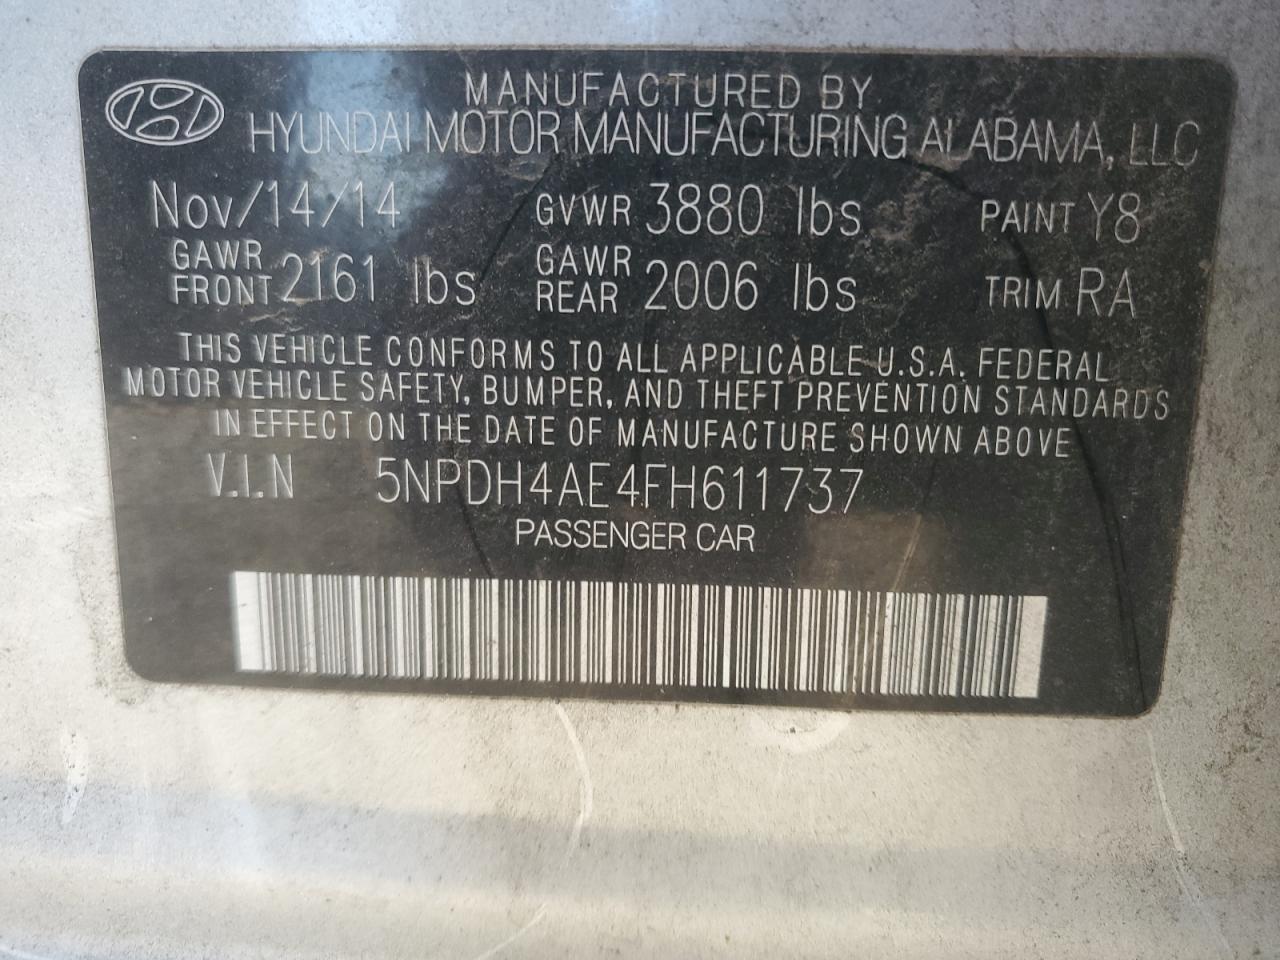 MANUFACTURED BY
HYUNDAI MOTOR MANUFACTURING ALABAMA, LLC
Nov/14/14 GVWR 3880 lbs PAINT Y8
GAWR FRONT 2161 lbs GAWR REAR 2006 lbs TRIM RA
THIS VEHICLE CONFORMS TO ALL APPLICABLE U.S.A. FEDERAL
MOTOR VEHICLE SAFETY, BUMPER, AND THEFT PREVENTION STANDARDS
IN EFFECT ON THE DATE OF MANUFACTURE SHOWN ABOVE
V.I.N 5NPDH4AE4FH611737
PASSENGER CAR